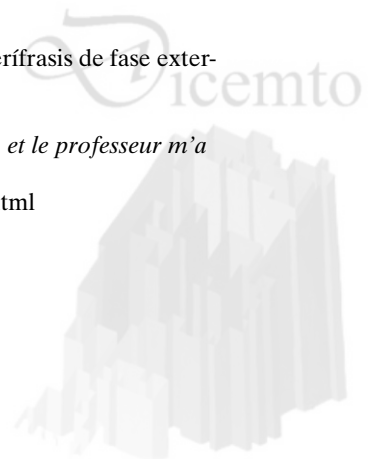 erífrasis de fase exter-
icemto
et le professeur m’a
tml